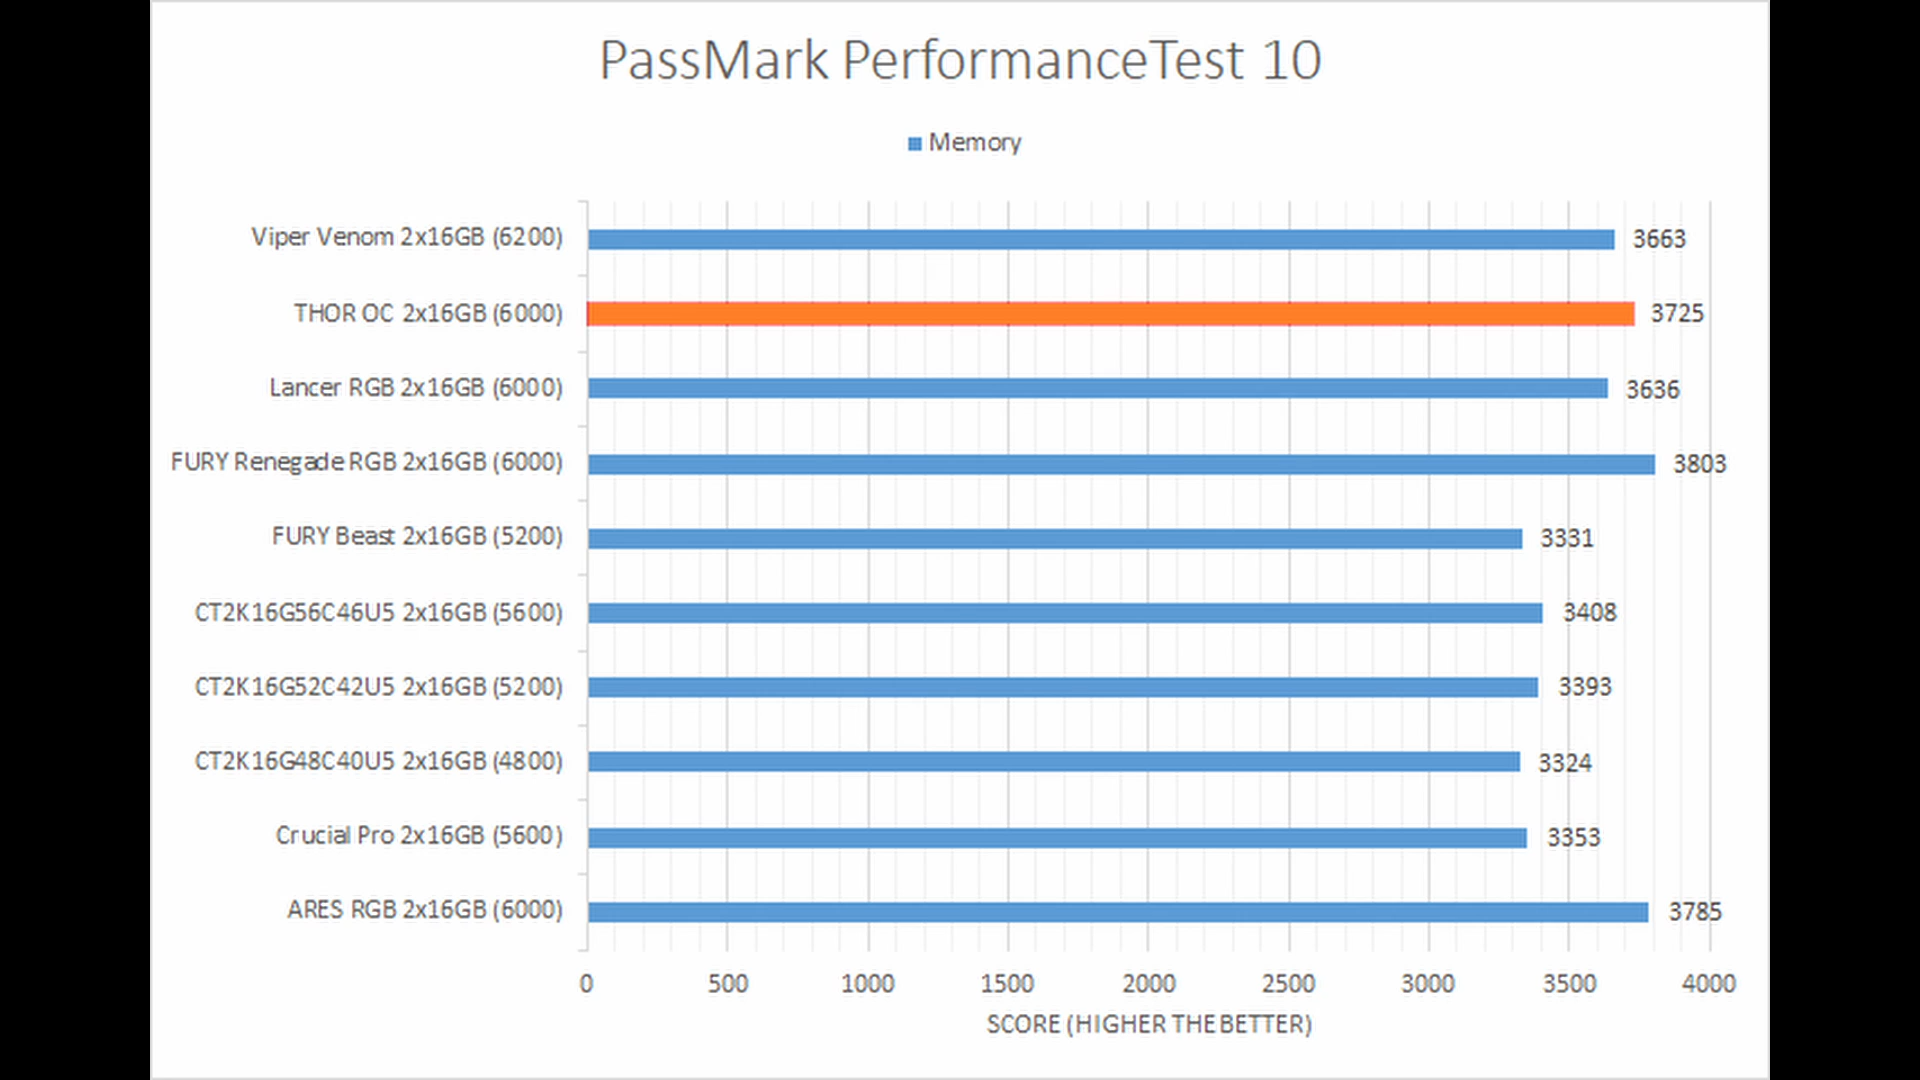 PassMark PerformanceTest 10
Memory
Viper Venom 2x16GB (6200) 3663
THOR OC 2x16GB (6000) 3725
Lancer RGB 2x16GB (6000) 3636
FURY Renegade RGB 2x16GB (6000) 3803
FURY Beast 2x16GB (5200) 3331
CT2K16G56C46U5 2x16GB (5600) 3408
CT2K16G52C42U5 2x16GB (5200) 3393
CT2K16G48C40U5 2x16GB (4800) 3324
Crucial Pro 2x16GB (5600) 3353
ARES RGB 2x16GB (6000) 3785
0 500 1000 1500 2000 2500 3000 3500 4000
SCORE (HIGHER THE BETTER)